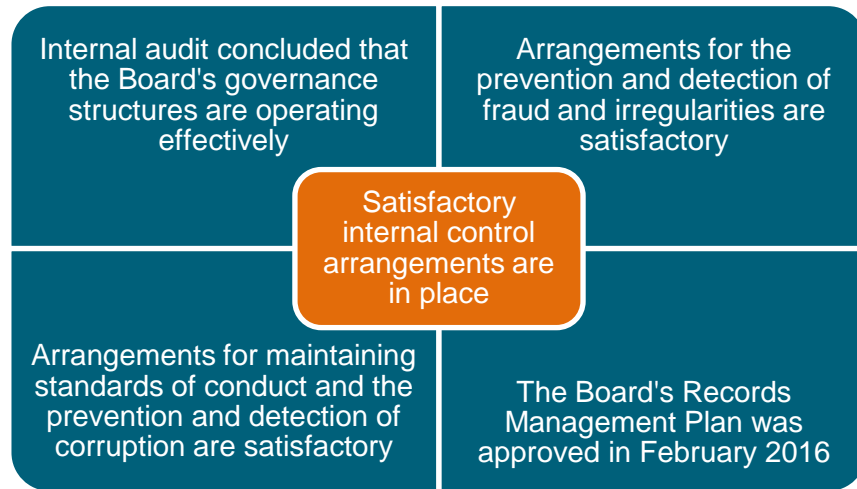 Internal audit concluded that
the Board's governance
structures are operating
effectively
Arrangements for the
prevention and detection of
fraud and irregularities are
satisfactory
Satisfactory
internal control
arrangements are
in place
Arrangements for maintaining
standards of conduct and the
prevention and detection of
corruption are satisfactory
The Board's Records
Management Plan was
approved in February 2016